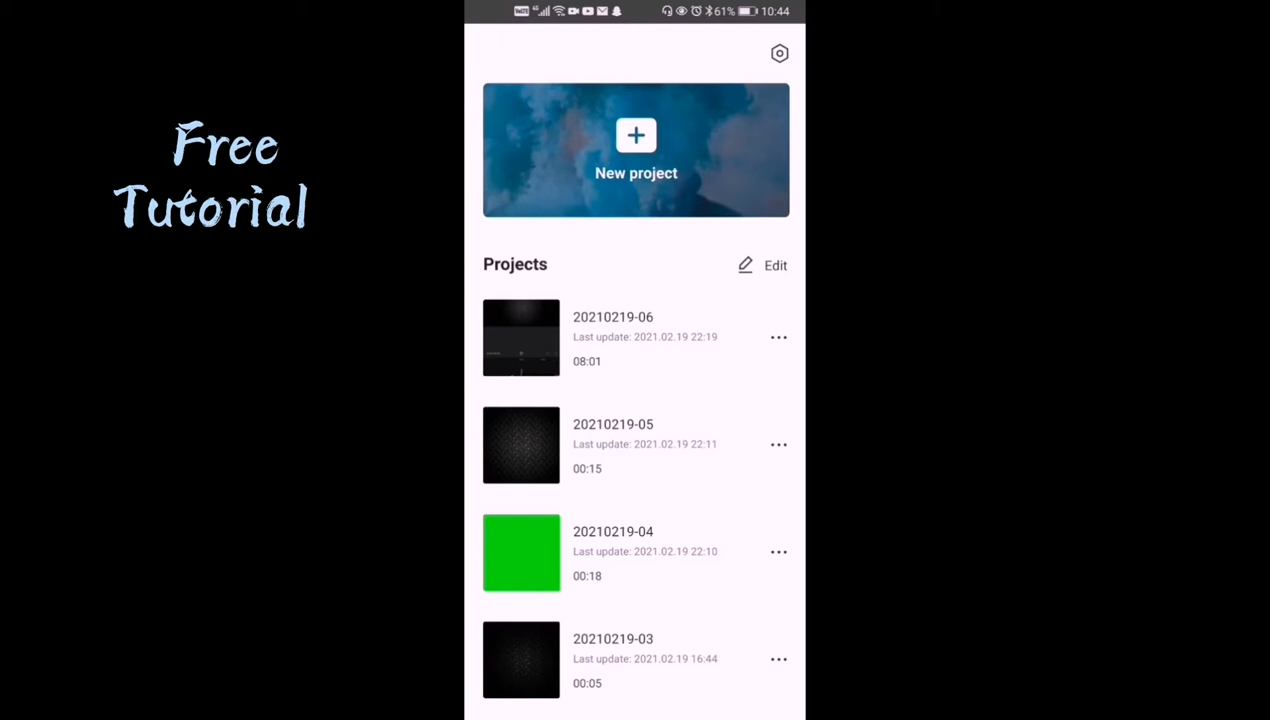 61% 10:44
Free
Tutorial
New project
Projects
Edit
20210219-06
Last update: 2021.02.19 22:19
08:01
20210219-05
Last update: 2021.02.19 22:11
00:15
20210219-04
Last update: 2021.02.19 22:10
00:18
20210219-03
Last update: 2021.02.19 16:44
00:05